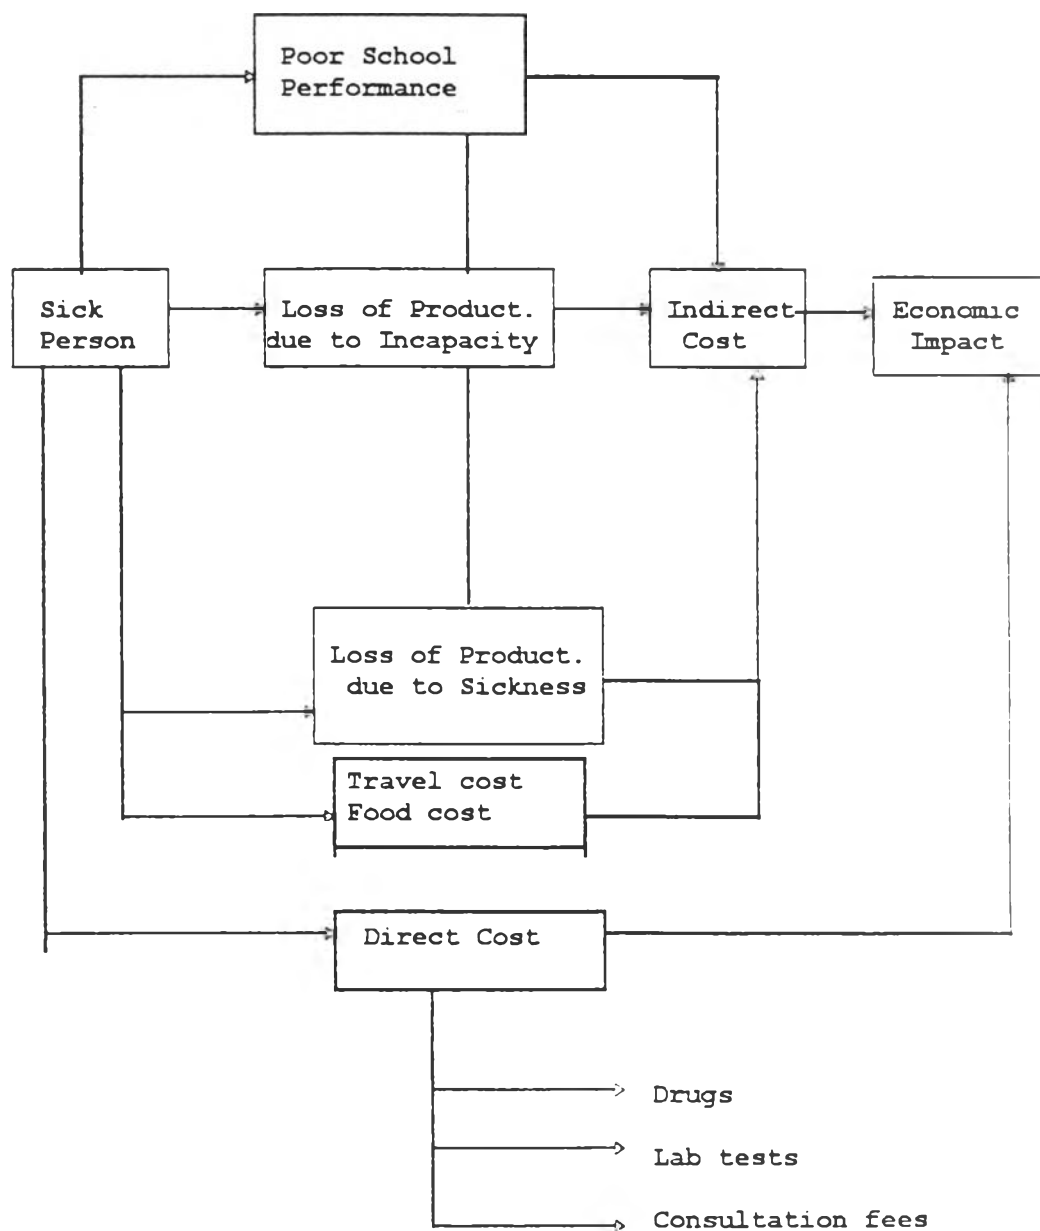 Poor School
Performance
Sick
Person
Loss of Product.
due to Incapacity
Indirect
Cost
Economic
Impact
Loss of Product.
due to Sickness
Travel cost
Food cost
Direct Cost
Drugs
Lab tests
Consultation fees